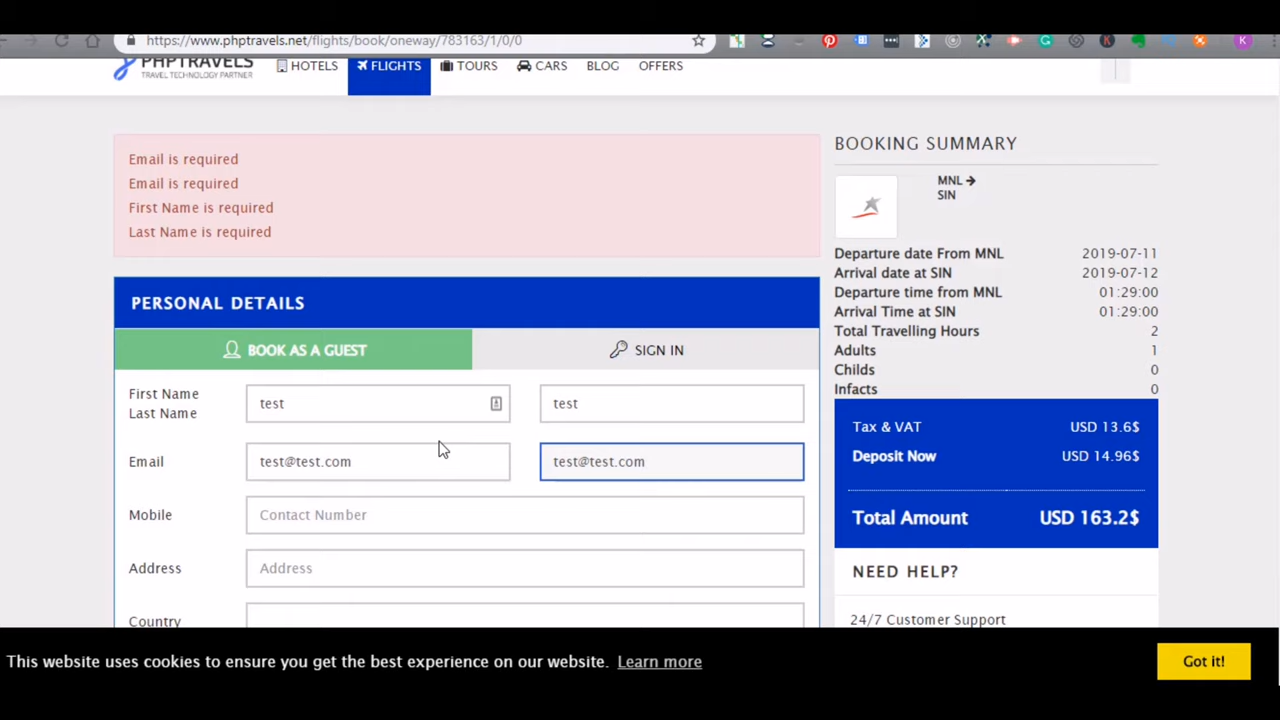 https://www.phptravels.net/flights/book/oneway/783163/1/0/0
PHPTRAVELS
TRAVEL TECHNOLOGY PARTNER
HOTELS
FLIGHTS
TOURS
CARS
BLOG
OFFERS
Email is required
Email is required
First Name is required
Last Name is required
PERSONAL DETAILS
BOOK AS A GUEST
SIGN IN
First Name
Last Name
test
test
Email
test@test.com
test@test.com
Mobile
Contact Number
Address
Address
Country
BOOKING SUMMARY
MNL
SIN
Departure date From MNL 2019-07-11
Arrival date at SIN 2019-07-12
Departure time from MNL 01:29:00
Arrival Time at SIN 01:29:00
Total Travelling Hours 2
Adults 1
Childs 0
Infacts 0
Tax & VAT USD 13.6$
Deposit Now USD 14.96$
Total Amount USD 163.2$
NEED HELP?
24/7 Customer Support
This website uses cookies to ensure you get the best experience on our website. Learn more
Got it!